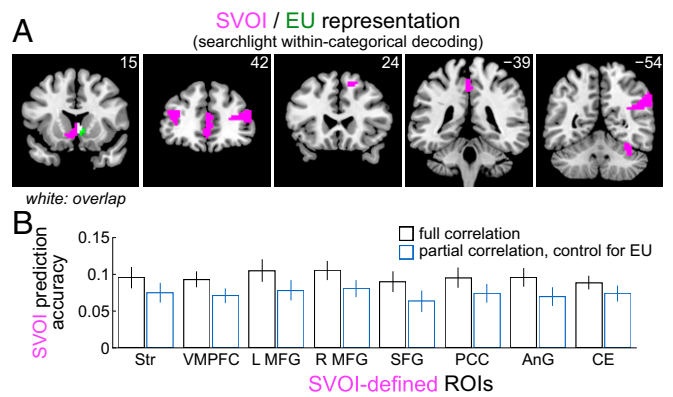 A
SVOI / EU representation
(searchlight within-categorical decoding)
15
42
24
−39
−54
white: overlap
B
full correlation
partial correlation, control for EU
SVOI prediction
accuracy
0.15
0.1
0.05
0
Str VMPFC L MFG R MFG SFG PCC AnG CE
SVOI-defined ROIs